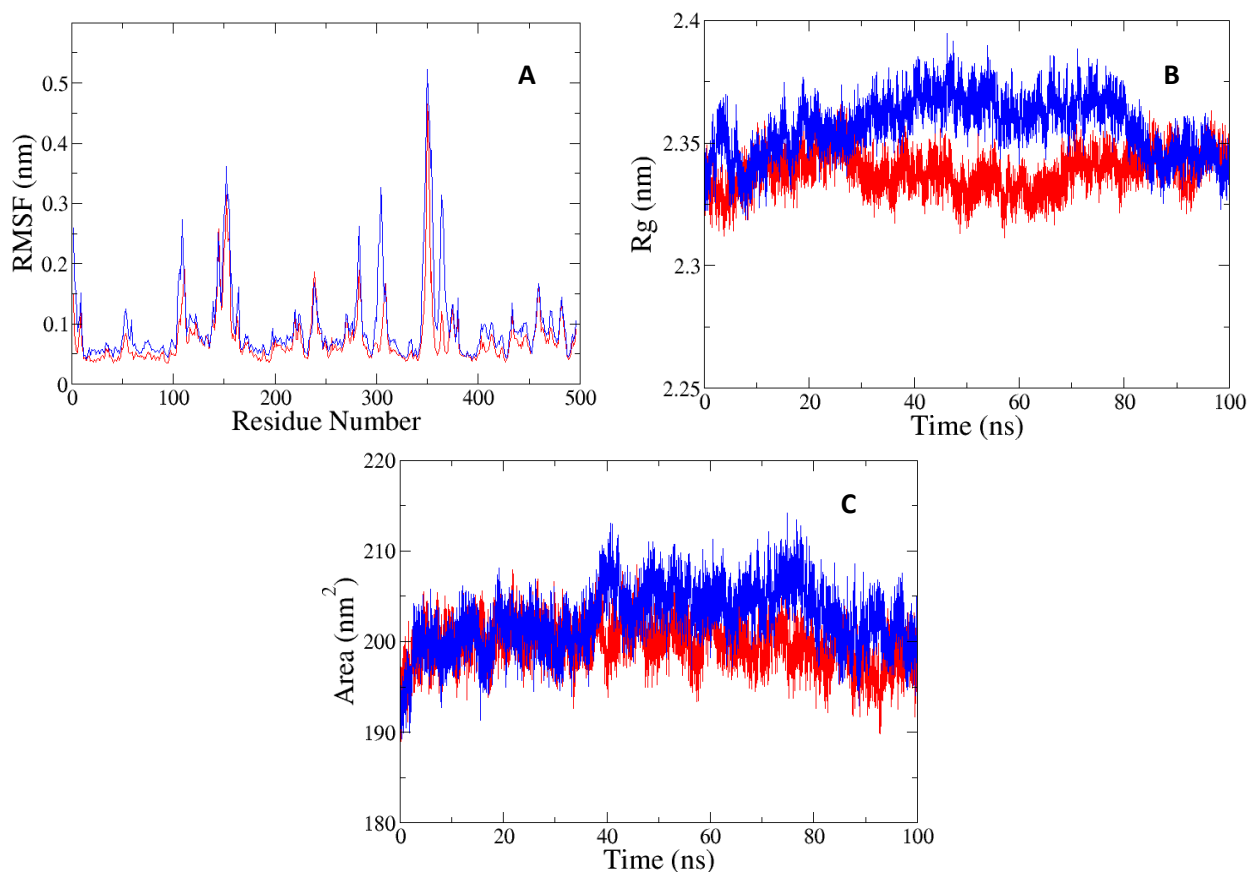 A
RMSF (nm)
0.5
0.4
0.3
0.2
0.1
0
0 100 200 300 400 500
Residue Number
B
Rg (nm)
2.4
2.35
2.3
2.25
0 20 40 60 80 100
Time (ns)
C
Area (nm²)
220
210
200
190
180
0 20 40 60 80 100
Time (ns)